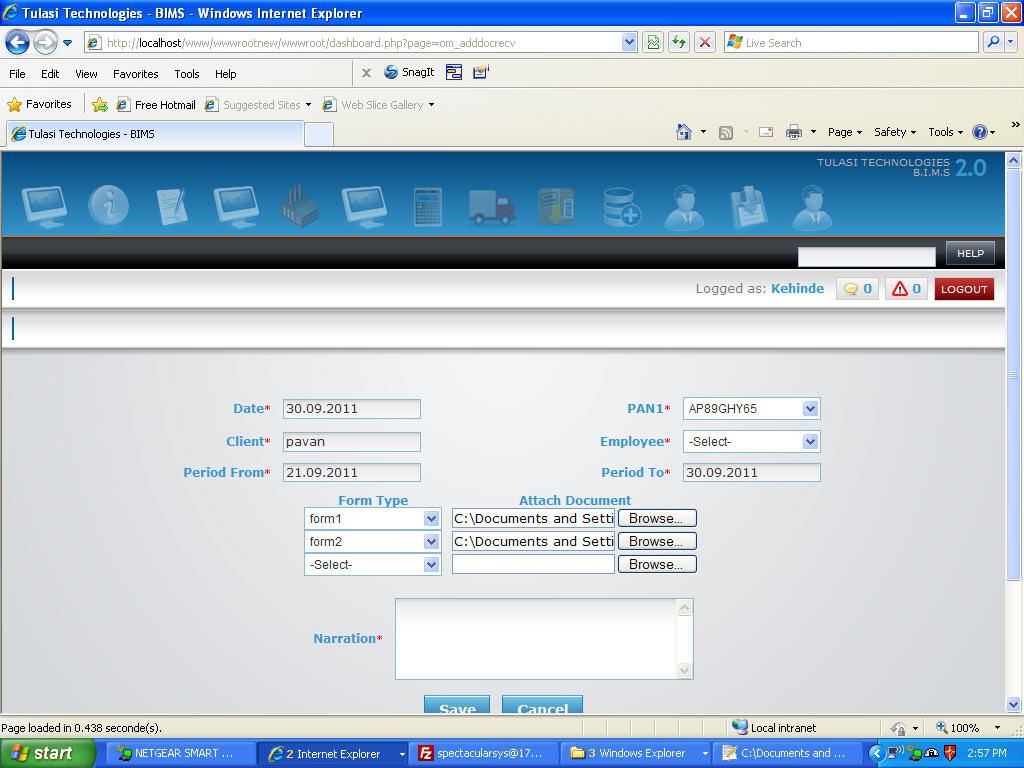 Tulasi Technologies - BIMS - Windows Internet Explorer
http://localhost/www/wwwrootnew/wwwroot/dashboard.php?page=om_adddocrecv
Live Search
File Edit View Favorites Tools Help
x SnagIt
Favorites Free Hotmail Suggested Sites Web Slice Gallery
Tulasi Technologies - BIMS
Page Safety Tools »
TULASI TECHNOLOGIES
B.I.M.S 2.0
HELP
Logged as: Kehinde 0 0 LOGOUT
Date* 30.09.2011 PAN1* AP89GHY65
Client* pavan Employee* -Select-
Period From* 21.09.2011 Period To* 30.09.2011
Form Type Attach Document
form1 C:\Documents and Setti Browse...
form2 C:\Documents and Setti Browse...
-Select- Browse...
Narration*
Save Cancel
Page loaded in 0.438 seconde(s). Local intranet 100%
start NETGEAR SMART ... 2 Internet Explorer spectacularsys@17... 3 Windows Explorer C:\Documents and ... 2:57 PM